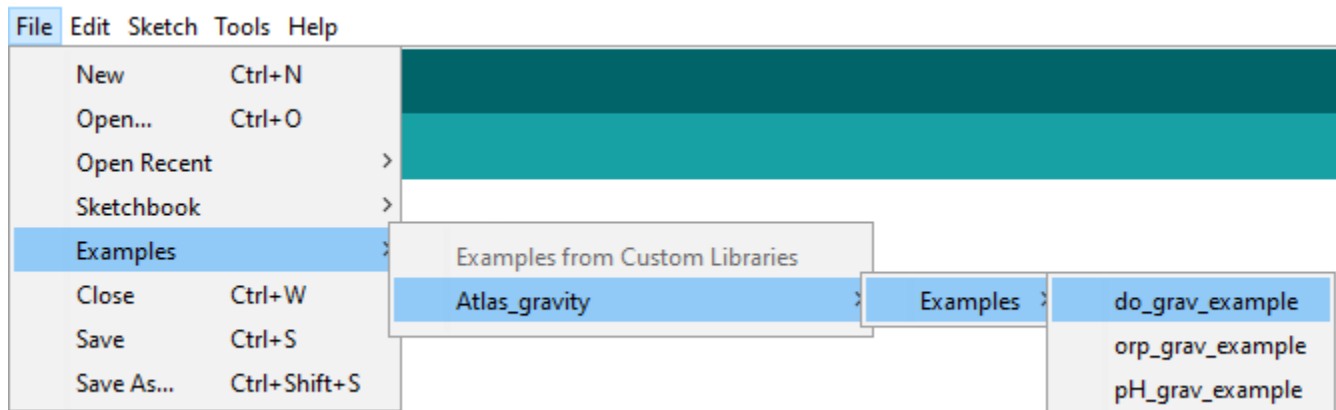 File Edit Sketch Tools Help
New Ctrl+N
Open... Ctrl+O
Open Recent
Sketchbook
Examples
Close Ctrl+W
Save Ctrl+S
Save As... Ctrl+Shift+S
Examples from Custom Libraries
Atlas_gravity
Examples
do_grav_example
orp_grav_example
pH_grav_example